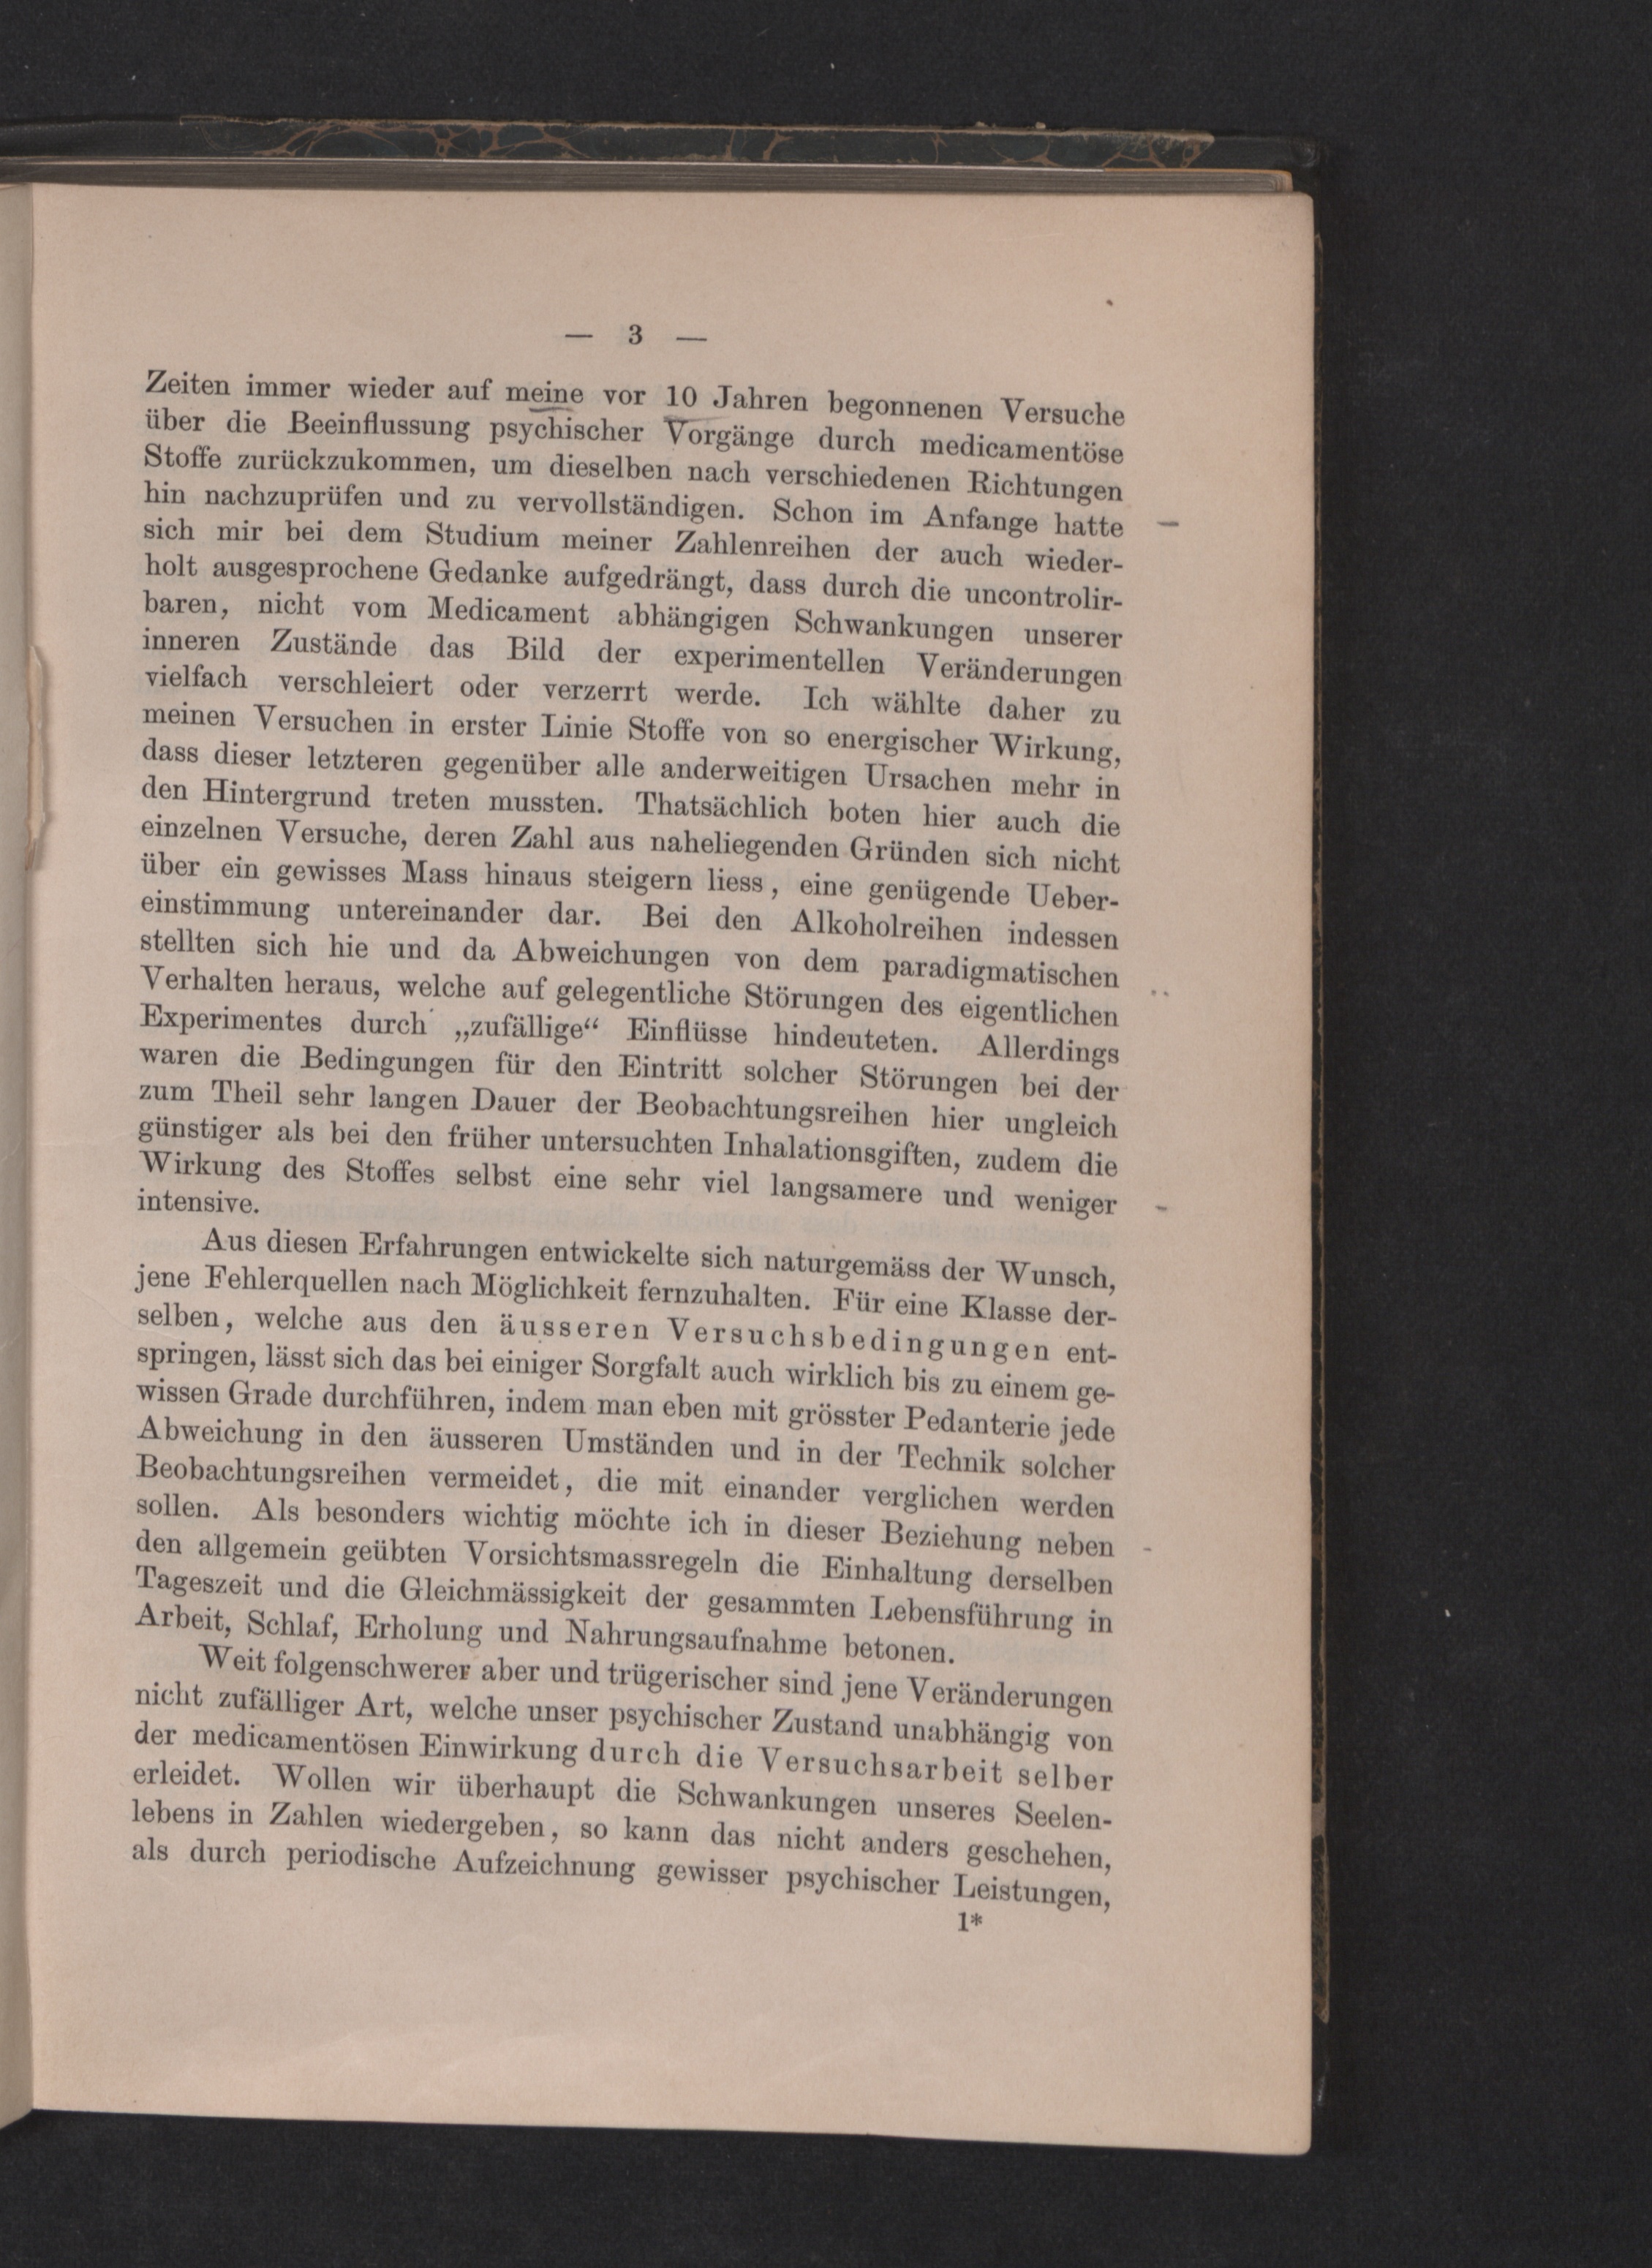 — 3 —
Zeiten immer wieder auf meine vor 10 Jahren begonnenen Versuche
über die Beeinflussung psychischer Vorgänge durch medicamentöse
Stoffe zurückzukommen, um dieselben nach verschiedenen Richtungen
hin nachzuprüfen und zu vervollständigen. Schon im Anfange hatte
sich mir bei dem Studium meiner Zahlenreihen der auch wieder-
holt ausgesprochene Gedanke aufgedrängt, dass durch die uncontrolir-
baren, nicht vom Medicament abhängigen Schwankungen unserer
inneren Zustände das Bild der experimentellen Veränderungen
vielfach verschleiert oder verzerrt werde. Ich wählte daher zu
meinen Versuchen in erster Linie Stoffe von so energischer Wirkung,
dass dieser letzteren gegenüber alle anderweitigen Ursachen mehr in
den Hintergrund treten mussten. Thatsächlich boten hier auch die
einzelnen Versuche, deren Zahl aus naheliegenden Gründen sich nicht
über ein gewisses Mass hinaus steigern liess, eine genügende Ueber-
einstimmung untereinander dar. Bei den Alkoholreihen indessen
stellten sich hie und da Abweichungen von dem paradigmatischen
Verhalten heraus, welche auf gelegentliche Störungen des eigentlichen
Experimentes durch „zufällige“ Einflüsse hindeuteten. Allerdings
waren die Bedingungen für den Eintritt solcher Störungen bei der
zum Theil sehr langen Dauer der Beobachtungsreihen hier ungleich
günstiger als bei den früher untersuchten Inhalationsgiften, zudem die
Wirkung des Stoffes selbst eine sehr viel langsamere und weniger
intensive.
Aus diesen Erfahrungen entwickelte sich naturgemäss der Wunsch,
jene Fehlerquellen nach Möglichkeit fernzuhalten. Für eine Klasse der-
selben, welche aus den äusseren Versuchsbedingungen ent-
springen, lässt sich das bei einiger Sorgfalt auch wirklich bis zu einem ge-
wissen Grade durchführen, indem man eben mit grösster Pedanterie jede
Abweichung in den äusseren Umständen und in der Technik solcher
Beobachtungsreihen vermeidet, die mit einander verglichen werden
sollen. Als besonders wichtig möchte ich in dieser Beziehung neben
den allgemein geübten Vorsichtsmassregeln die Einhaltung derselben
Tageszeit und die Gleichmässigkeit der gesammten Lebensführung in
Arbeit, Schlaf, Erholung und Nahrungsaufnahme betonen.
Weit folgenschwerer aber und trügerischer sind jene Veränderungen
nicht zufälliger Art, welche unser psychischer Zustand unabhängig von
der medicamentösen Einwirkung durch die Versuchsarbeit selber
erleidet. Wollen wir überhaupt die Schwankungen unseres Seelen-
lebens in Zahlen wiedergeben, so kann das nicht anders geschehen,
als durch periodische Aufzeichnung gewisser psychischer Leistungen,
1*